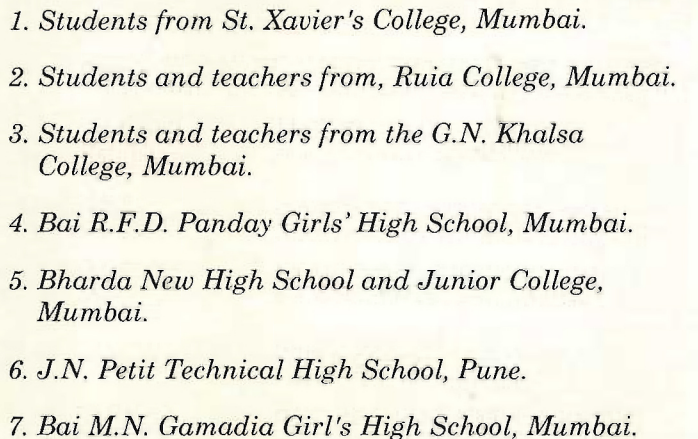 1. Students from St. Xavier's College, Mumbai.
2. Students and teachers from, Ruia College, Mumbai.
3. Students and teachers from the G.N. Khalsa
College, Mumbai.
4. Bai R.F.D. Panday Girls' High School, Mumbai.
5. Bharda New High School and Junior College,
Mumbai.
6. J.N. Petit Technical High School, Pune.
7. Bai M.N. Gamadia Girl's High School, Mumbai.